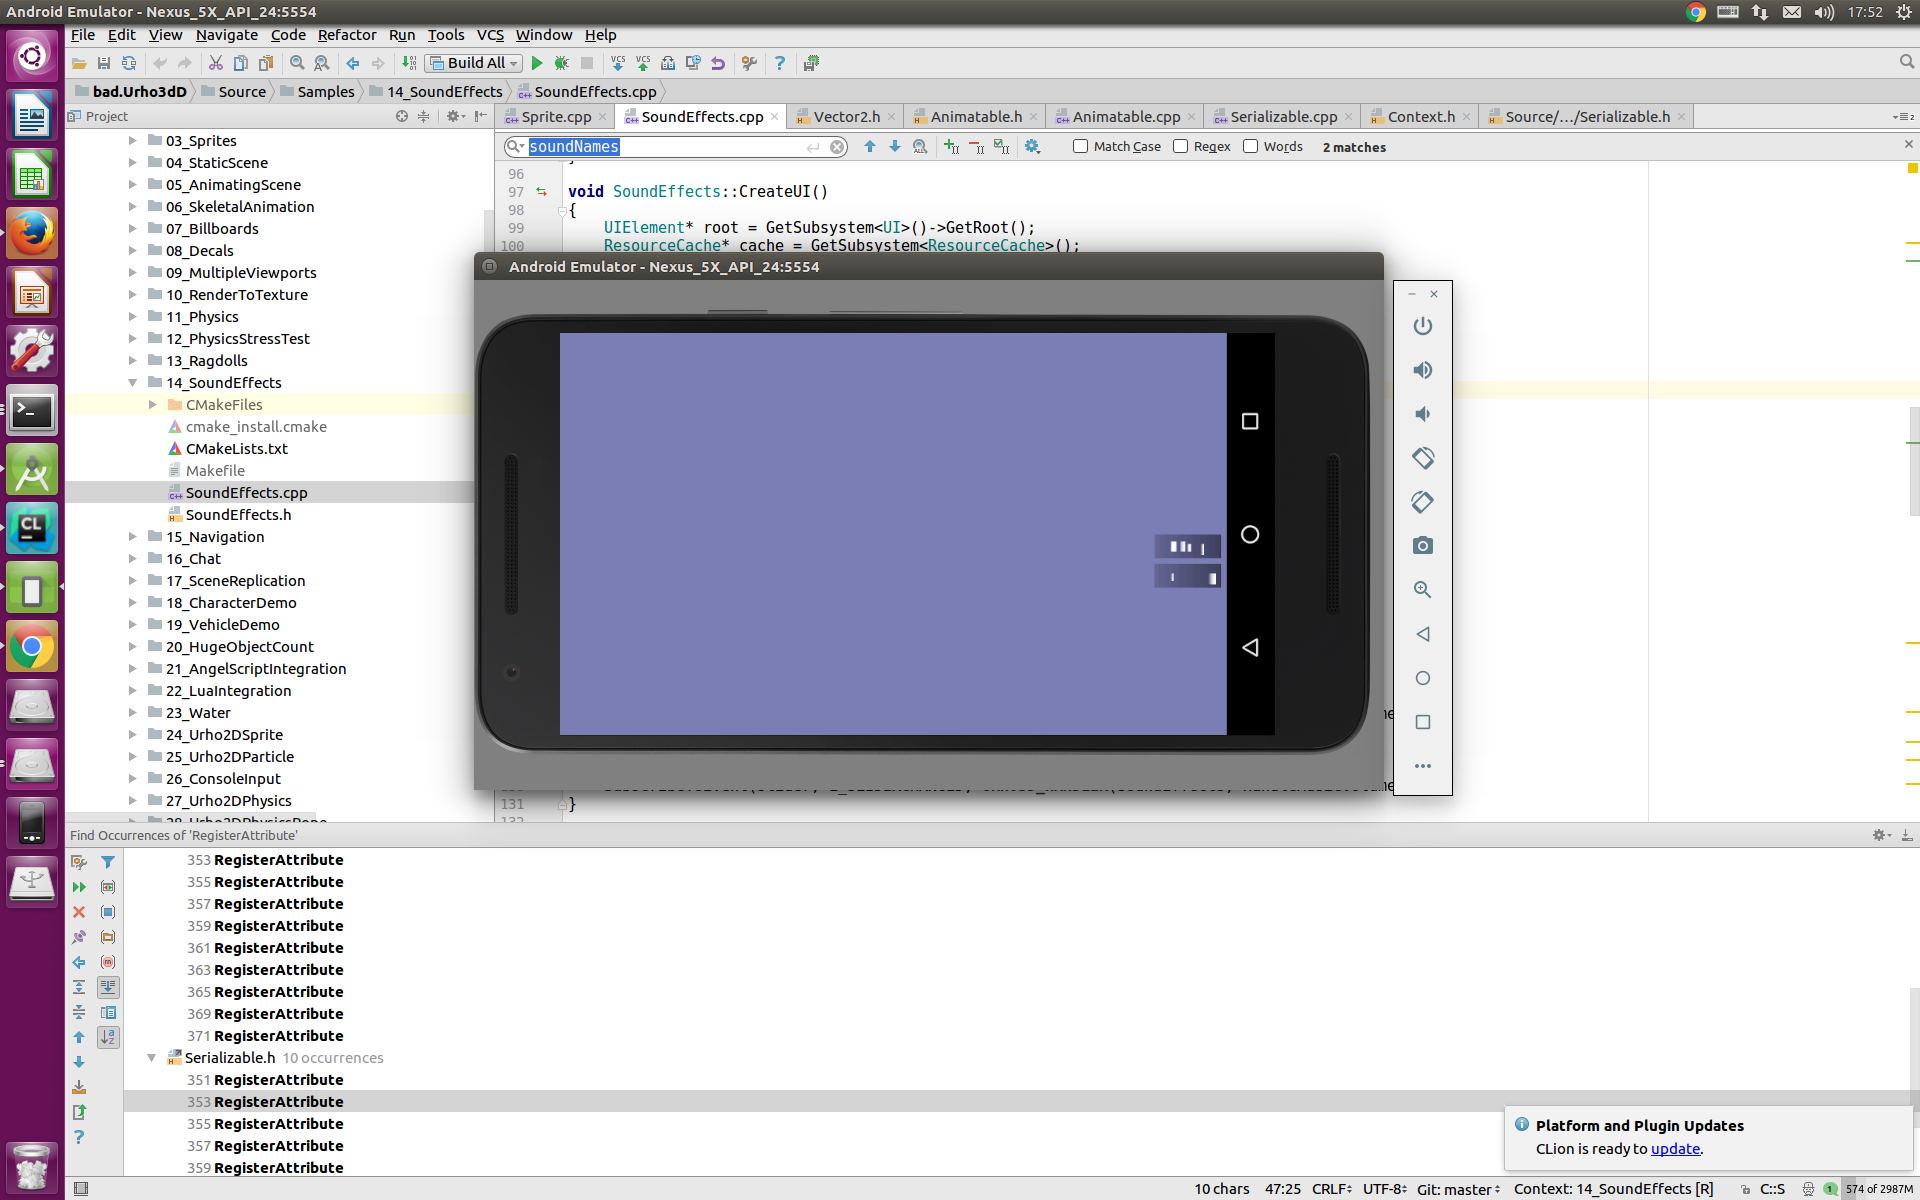 Android Emulator - Nexus_5X_API_24:5554
17:52
File Edit View Navigate Code Refactor Run Tools VCS Window Help
Build All
VCS VCS
bad.Urho3dD Source Samples 14_SoundEffects SoundEffects.cpp
Project
Sprite.cpp SoundEffects.cpp Vector2.h Animatable.h Animatable.cpp Serializable.cpp Context.h Source/.../Serializable.h
soundNames
Match Case Regex Words 2 matches
03_Sprites
04_StaticScene
05_AnimatingScene
06_SkeletalAnimation
07_Billboards
08_Decals
09_MultipleViewports
10_RenderToTexture
11_Physics
12_PhysicsStressTest
13_Ragdolls
14_SoundEffects
CMakeFiles
cmake_install.cmake
CMakeLists.txt
Makefile
SoundEffects.cpp
SoundEffects.h
15_Navigation
16_Chat
17_SceneReplication
18_CharacterDemo
19_VehicleDemo
20_HugeObjectCount
21_AngelScriptIntegration
22_LuaIntegration
23_Water
24_Urho2DSprite
25_Urho2DParticle
26_ConsoleInput
27_Urho2DPhysics
96
97 void SoundEffects::CreateUI()
98 {
99 UIElement* root = GetSubsystem<UI>()->GetRoot();
100 ResourceCache* cache = GetSubsystem<ResourceCache>();
131 }
132
Android Emulator - Nexus_5X_API_24:5554
Find Occurrences of 'RegisterAttribute'
353 RegisterAttribute
355 RegisterAttribute
357 RegisterAttribute
359 RegisterAttribute
361 RegisterAttribute
363 RegisterAttribute
365 RegisterAttribute
369 RegisterAttribute
371 RegisterAttribute
Serializable.h 10 occurrences
351 RegisterAttribute
353 RegisterAttribute
355 RegisterAttribute
357 RegisterAttribute
359 RegisterAttribute
Platform and Plugin Updates
CLion is ready to update.
10 chars 47:25 CRLF UTF-8 Git: master Context: 14_SoundEffects [R] C::S 1 574 of 2987M